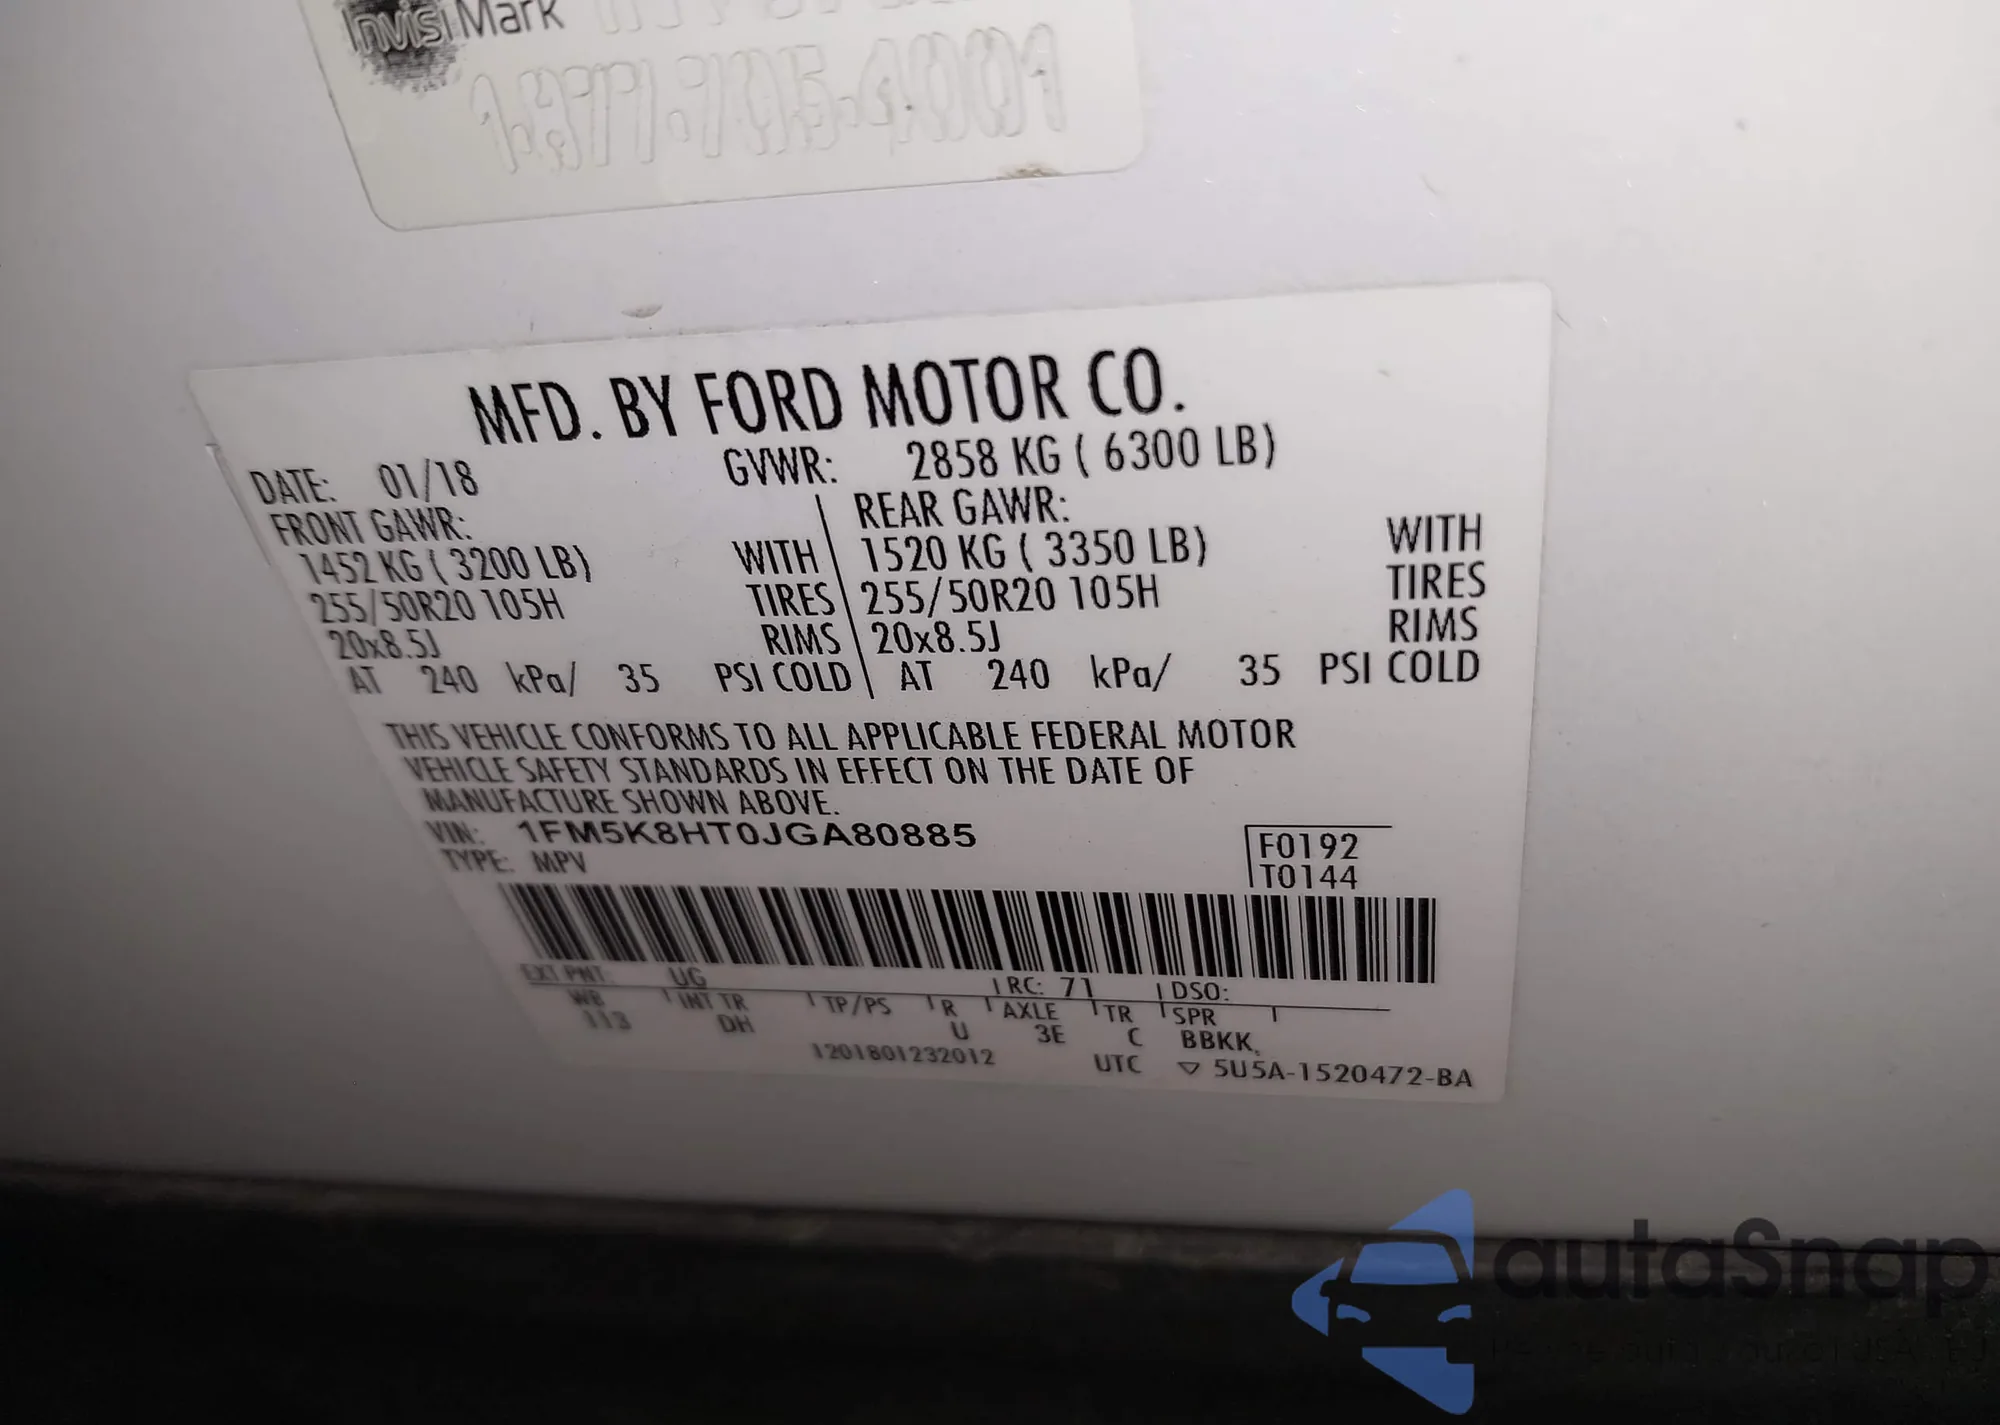 InvisiMark
MFD. BY FORD MOTOR CO.
DATE: 01/18 GVWR: 2858 KG ( 6300 LB)
FRONT GAWR: REAR GAWR:
1452 KG ( 3200 LB) WITH 1520 KG ( 3350 LB) WITH
255/50R20 105H TIRES 255/50R20 105H TIRES
20x8.5J RIMS 20x8.5J RIMS
AT 240 kPa/ 35 PSI COLD AT 240 kPa/ 35 PSI COLD
THIS VEHICLE CONFORMS TO ALL APPLICABLE FEDERAL MOTOR
VEHICLE SAFETY STANDARDS IN EFFECT ON THE DATE OF
MANUFACTURE SHOWN ABOVE.
VIN: 1FM5K8HT0JGA80885 F0192
TYPE: MPV T0144
EXT PNT: UG RC: 71 DSO:
WB INT TR TP/PS R AXLE TR SPR
113 DH U 3E C BBKK
1201801232012 UTC ▽ 5U5A-1520472-BA
autoSnap